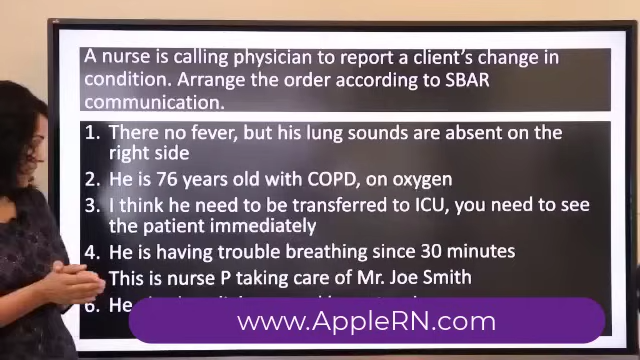 A nurse is calling physician to report a client's change in
condition. Arrange the order according to SBAR
communication.
1. There no fever, but his lung sounds are absent on the
right side
2. He is 76 years old with COPD, on oxygen
3. I think he need to be transferred to ICU, you need to see
the patient immediately
4. He is having trouble breathing since 30 minutes
This is nurse P taking care of Mr. Joe Smith
6. He
www.AppleRN.com